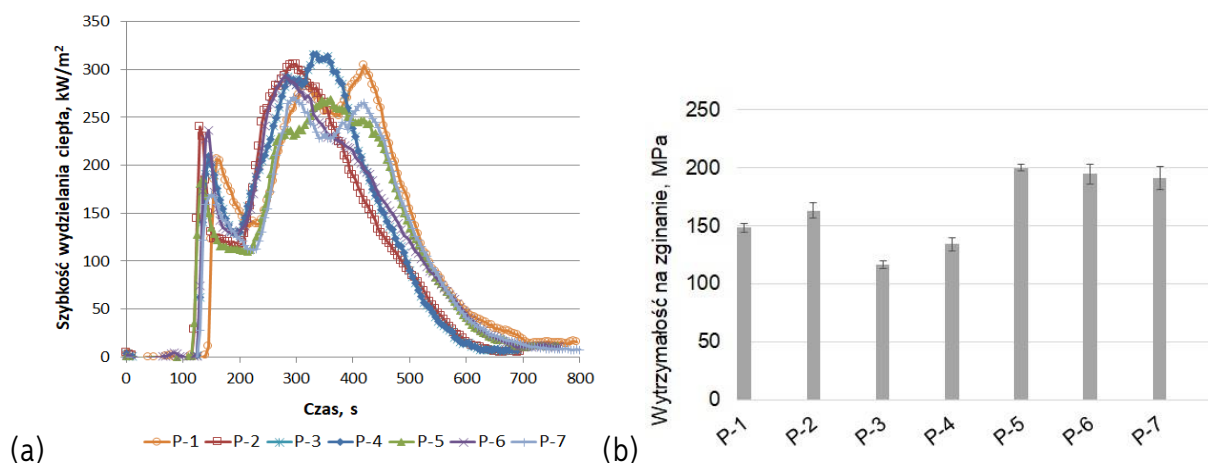 350
300
250
200
150
100
50
0
Szybkość wydzielania ciepła, kW/m²
0 100 200 300 400 500 600 700 800
Czas, s
(a)
P-1 P-2 P-3 P-4 P-5 P-6 P-7
250
200
150
100
50
0
Wytrzymałość na zginanie, MPa
P-1 P-2 P-3 P-4 P-5 P-6 P-7
(b)